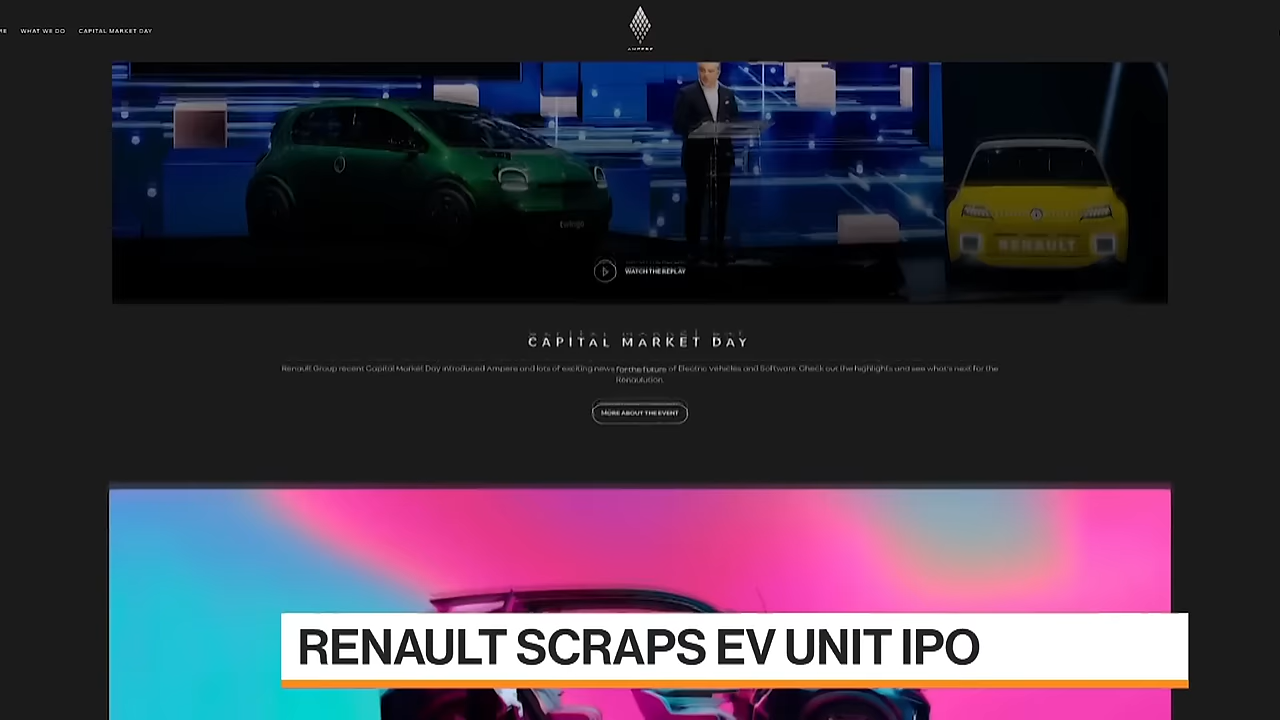 WHAT WE DO
CAPITAL MARKET DAY
AMPERE
Twingo
RENAULT
WATCH THE REPLAY
CAPITAL MARKET DAY
Renault Group recent Capital Market Day introduced Ampere and lots of exciting news for the future of Electric Vehicles and Software. Check out the highlights and see what's next for the
Renaulution.
MORE ABOUT THE EVENT
RENAULT SCRAPS EV UNIT IPO